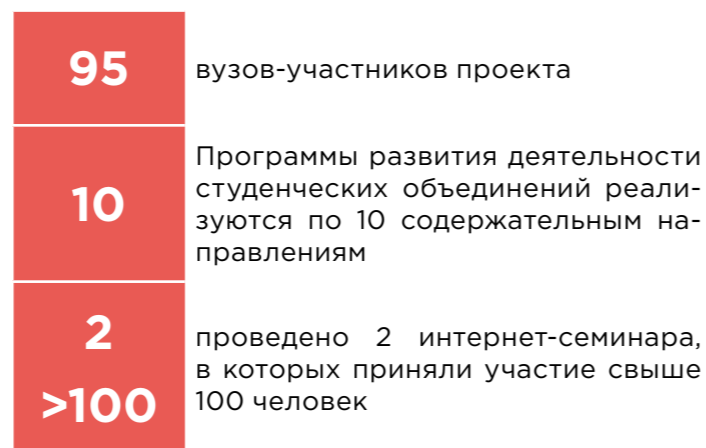 95
вузов-участников проекта
10
Программы развития деятельности
студенческих объединений реали-
зуются по 10 содержательным на-
правлениям
2
>100
проведено 2 интернет-семинара,
в которых приняли участие свыше
100 человек